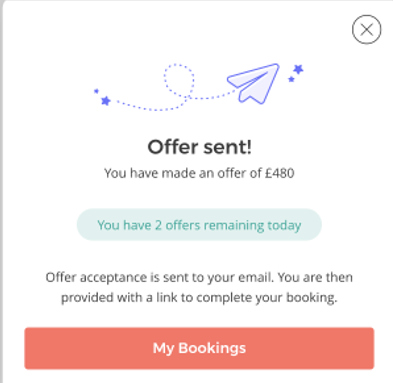 Offer sent!
You have made an offer of £480
You have 2 offers remaining today
Offer acceptance is sent to your email. You are then
provided with a link to complete your booking.
My Bookings